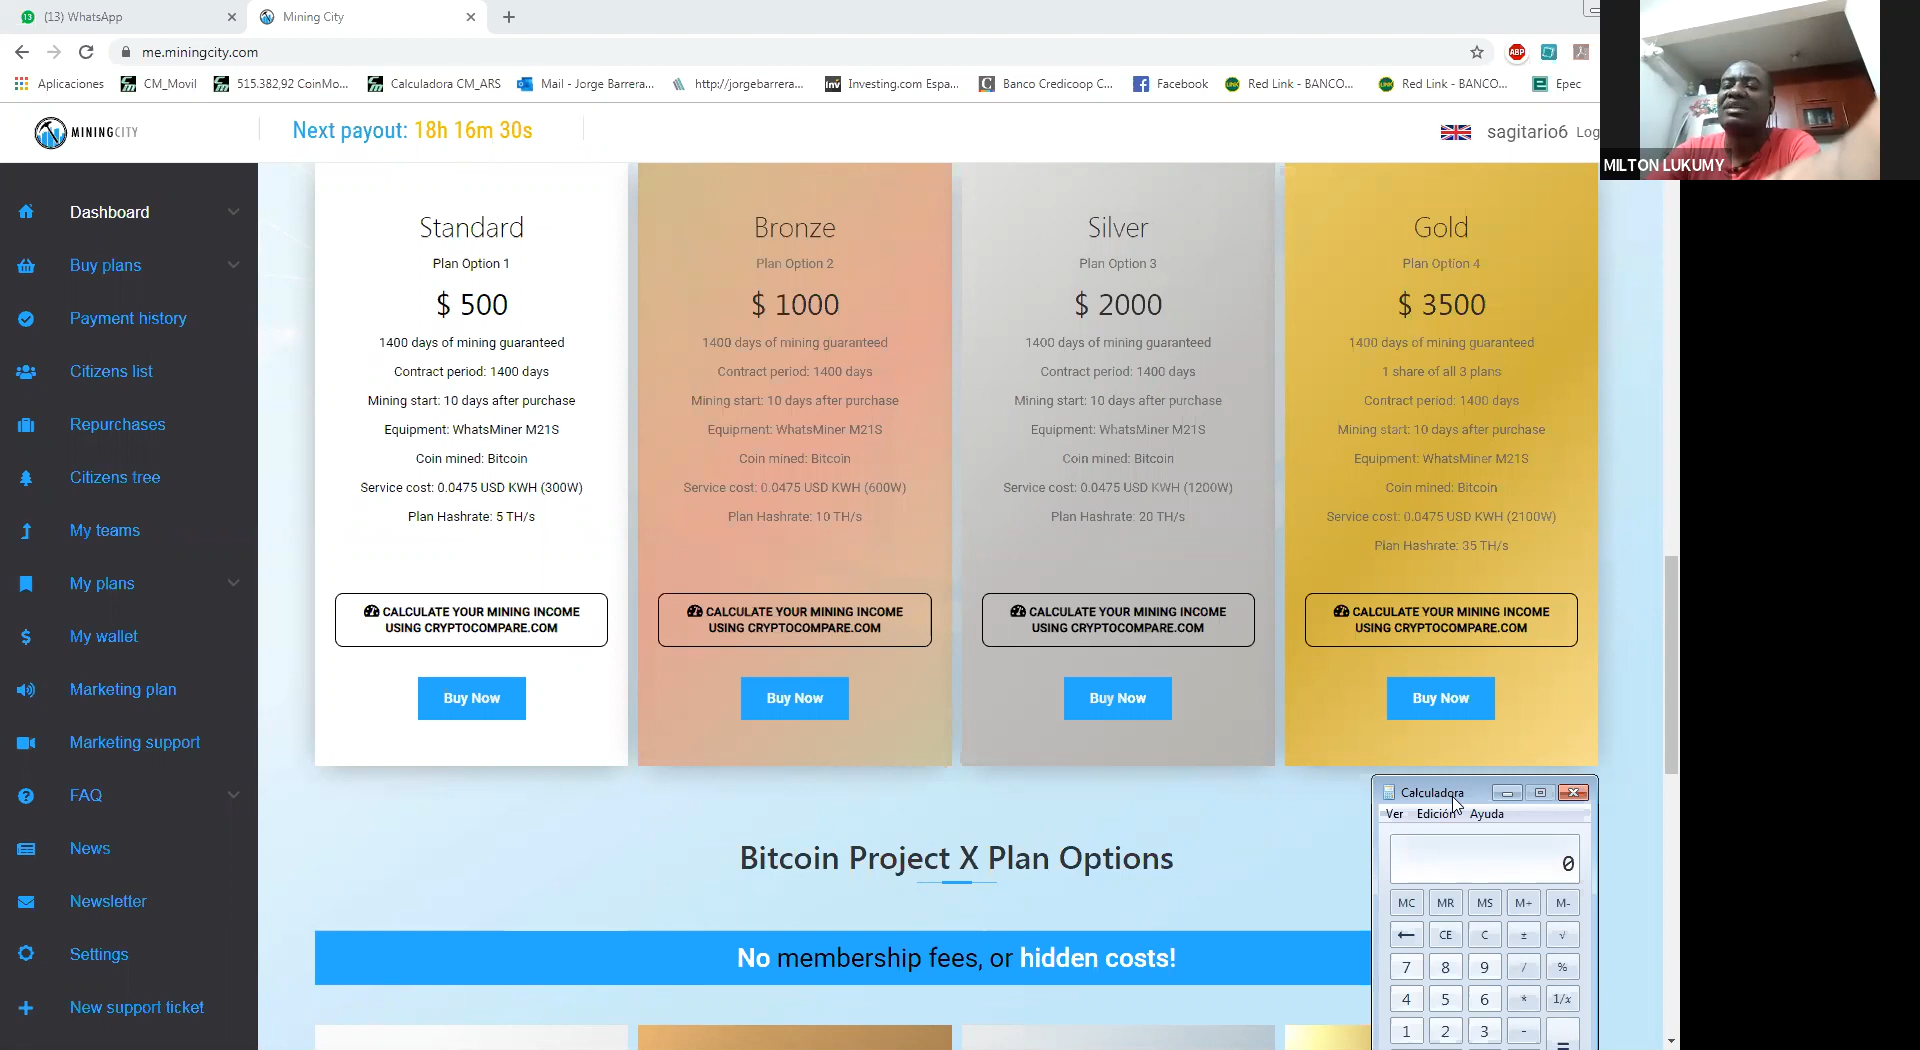 (13) WhatsApp
Mining City
me.miningcity.com
ABP
Aplicaciones
CM_Movil
515.382,92 CoinMo...
Calculadora CM_ARS
Mail - Jorge Barrera...
http://jorgebarrera...
Inv
Investing.com Espa...
Banco Credicoop C...
Facebook
LINK
Red Link - BANCO...
LINK
Red Link - BANCO...
Epec
MILTON LUKUMY
MININGCITY
Next payout: 18h 16m 30s
sagitario6
Log
Dashboard
Buy plans
Payment history
Citizens list
Repurchases
Citizens tree
My teams
My plans
My wallet
Marketing plan
Marketing support
FAQ
News
Newsletter
Settings
New support ticket
Standard
Plan Option 1
$ 500
1400 days of mining guaranteed
Contract period: 1400 days
Mining start: 10 days after purchase
Equipment: WhatsMiner M21S
Coin mined: Bitcoin
Service cost: 0.0475 USD KWH (300W)
Plan Hashrate: 5 TH/s
CALCULATE YOUR MINING INCOME
USING CRYPTOCOMPARE.COM
Buy Now
Bronze
Plan Option 2
$ 1000
1400 days of mining guaranteed
Contract period: 1400 days
Mining start: 10 days after purchase
Equipment: WhatsMiner M21S
Coin mined: Bitcoin
Service cost: 0.0475 USD KWH (600W)
Plan Hashrate: 10 TH/s
CALCULATE YOUR MINING INCOME
USING CRYPTOCOMPARE.COM
Buy Now
Silver
Plan Option 3
$ 2000
1400 days of mining guaranteed
Contract period: 1400 days
Mining start: 10 days after purchase
Equipment: WhatsMiner M21S
Coin mined: Bitcoin
Service cost: 0.0475 USD KWH (1200W)
Plan Hashrate: 20 TH/s
CALCULATE YOUR MINING INCOME
USING CRYPTOCOMPARE.COM
Buy Now
Gold
Plan Option 4
$ 3500
1400 days of mining guaranteed
1 share of all 3 plans
Contract period: 1400 days
Mining start: 10 days after purchase
Equipment: WhatsMiner M21S
Coin mined: Bitcoin
Service cost: 0.0475 USD KWH (2100W)
Plan Hashrate: 35 TH/s
CALCULATE YOUR MINING INCOME
USING CRYPTOCOMPARE.COM
Buy Now
Bitcoin Project X Plan Options
No membership fees, or hidden costs!
Calculadora
Ver Edición Ayuda
0
MC MR MS M+ M-
← CE C ± √
7 8 9 / %
4 5 6 * 1/x
1 2 3 - =